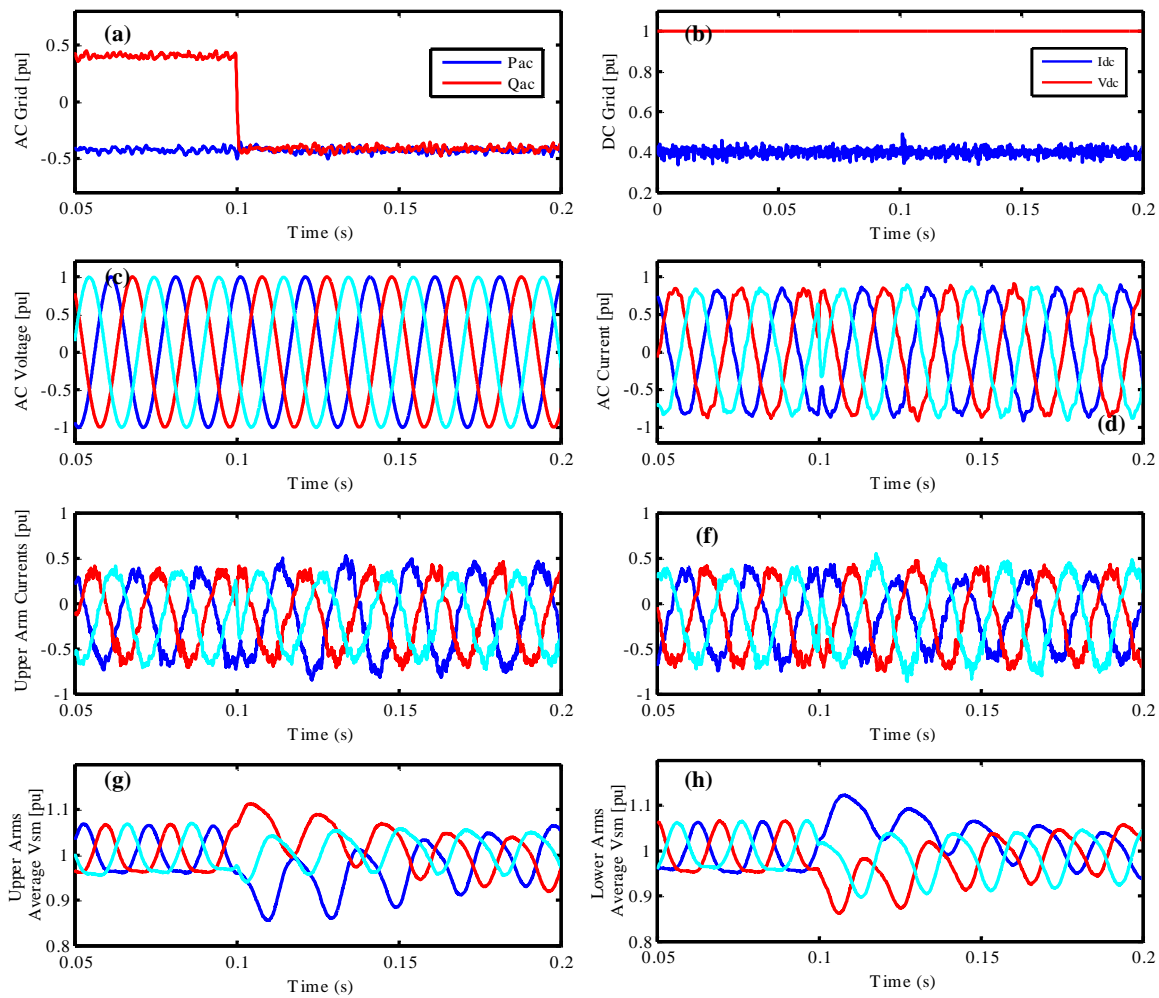 (a)
AC Grid [pu]
0.5
0
-0.5
Pac
Qac
0.05
0.1
0.15
0.2
Time (s)
(b)
DC Grid [pu]
1
0.8
0.6
0.4
0.2
Idc
Vdc
0
0.05
0.1
0.15
0.2
Time (s)
(c)
AC Voltage [pu]
1
0.5
0
-0.5
-1
0.05
0.1
0.15
0.2
Time (s)
AC Current [pu]
1
0.5
0
-0.5
-1
(d)
0.05
0.1
0.15
0.2
Time (s)
Upper Arm Currents [pu]
1
0.5
0
-0.5
-1
0.05
0.1
0.15
0.2
Time (s)
(f)
1
0.5
0
-0.5
-1
0.05
0.1
0.15
0.2
Time (s)
(g)
Upper Arms
Average Vsm [pu]
1.1
1
0.9
0.8
0.05
0.1
0.15
0.2
Time (s)
(h)
Lower Arms
Average Vsm [pu]
1.1
1
0.9
0.8
0.05
0.1
0.15
0.2
Time (s)